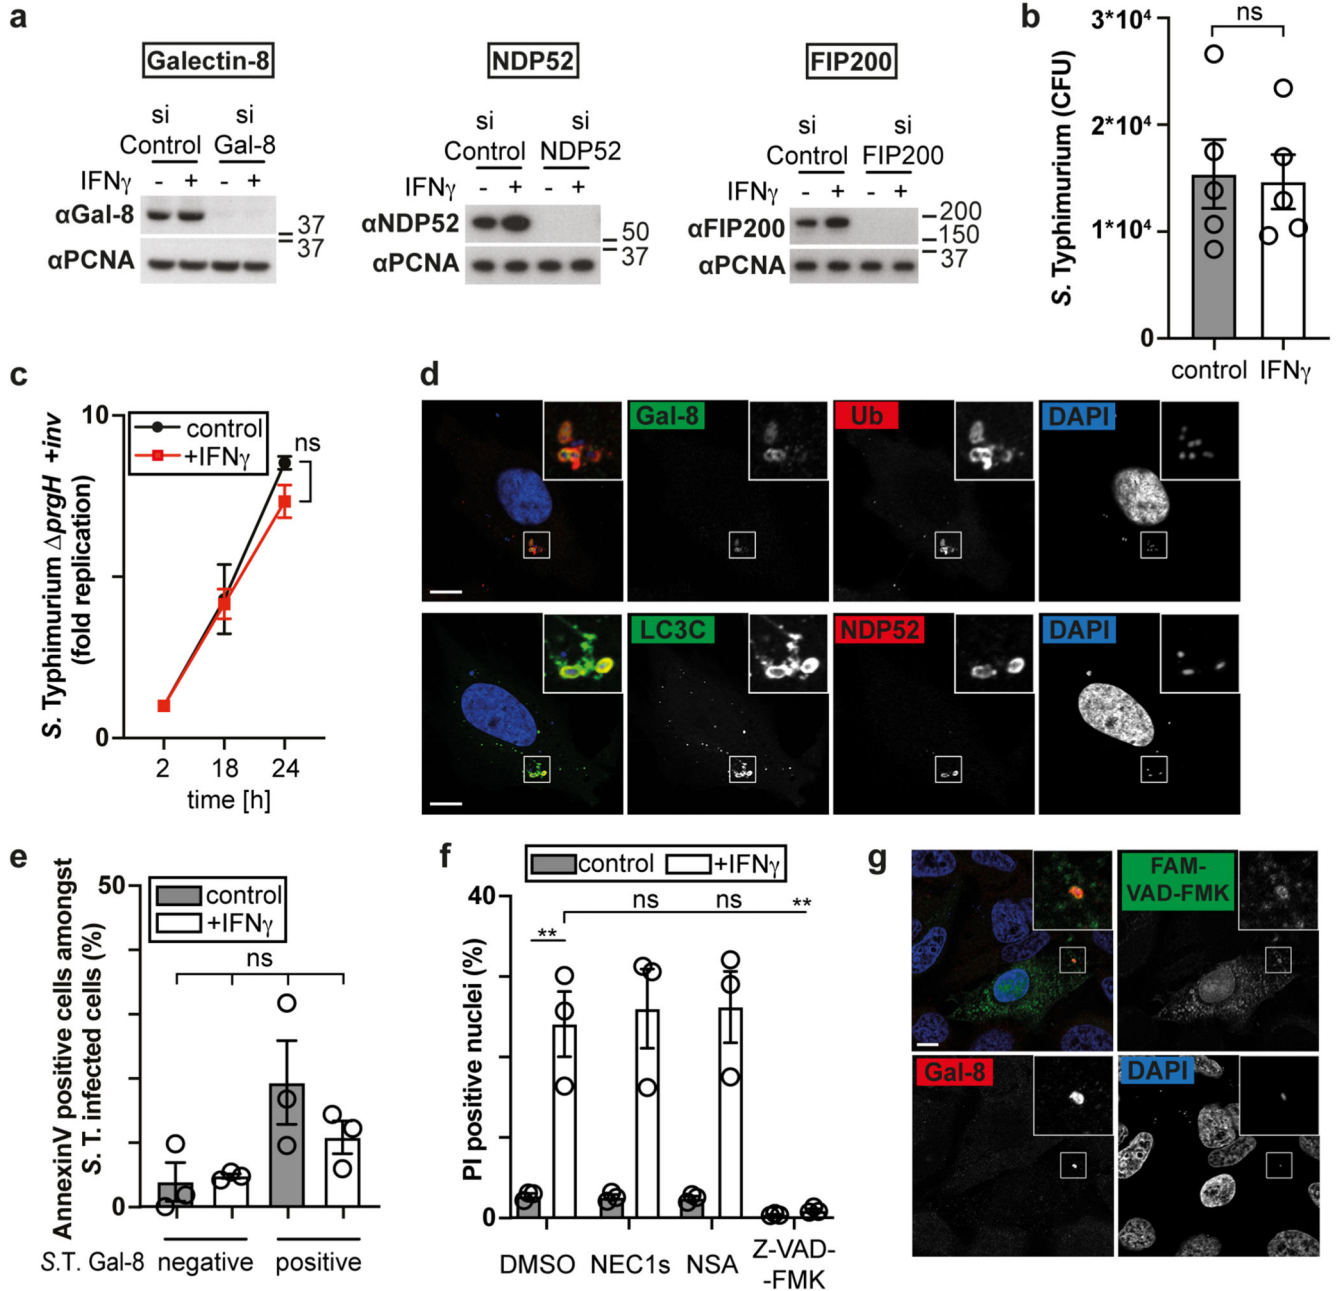 a
Galectin-8
si
si
Control
Gal-8
IFNγ
-
+
-
+
αGal-8
37
37
αPCNA
NDP52
si
si
Control
NDP52
IFNγ
-
+
-
+
αNDP52
50
37
αPCNA
FIP200
si
si
Control
FIP200
IFNγ
-
+
-
+
αFIP200
200
150
37
αPCNA
b
S. Typhimurium (CFU)
3*10⁴
2*10⁴
1*10⁴
0
ns
control
IFNγ
c
S. Typhimurium ΔprgH +inv
(fold replication)
10
0
control
+IFNγ
ns
2
18
24
time [h]
d
Gal-8
Ub
DAPI
LC3C
NDP52
DAPI
e
AnnexinV positive cells amongst
S. T. infected cells (%)
50
0
control
+IFNγ
ns
S.T. Gal-8
negative
positive
f
control
+IFNγ
PI positive nuclei (%)
40
0
**
ns
ns
**
DMSO
NEC1s
NSA
Z-VAD-
-FMK
g
FAM-
VAD-FMK
Gal-8
DAPI